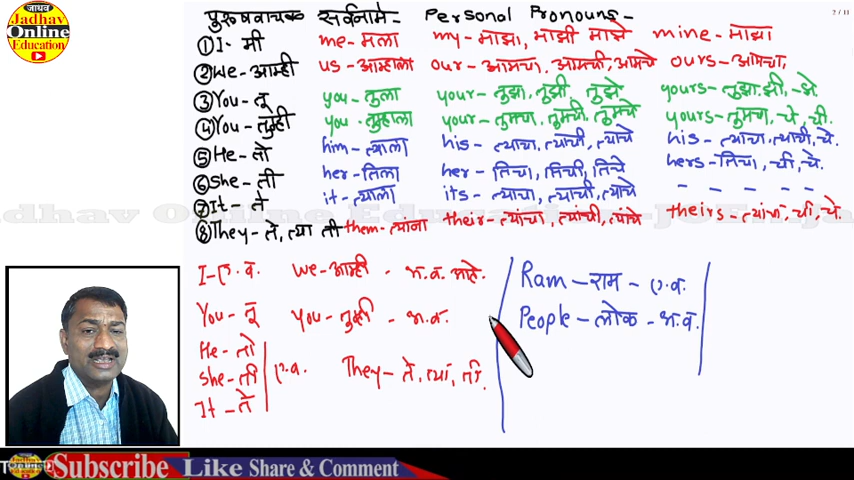 जाधव
Jadhav
Online
Education
पुरूषवाचक सर्वनामे - Personal Pronouns -
2 / 11
① I - मी me - मला my - माझा, माझी माझे mine - माझा
② We - आम्ही us - आम्हाला our - आमचा, आमची, आमचे ours - आमचा,
③ You - तू you - तुला your - तुझा, तुझी तुझे yours - तुझा, झी, झे
④ You - तुम्ही you - तुम्हाला your - तुमचा, तुमची, तुमचे yours - तुमचा, चे, ची.
⑤ He - तो him - त्याला his - त्याचा, त्याची, त्याचे his - त्याचा, त्याची, चे.
⑥ She - ती her - तिला her - तिचा, तिची, तिचे hers - तिचा, ची, चे.
⑦ It - ते it - त्याला its - त्याचा, त्याची, त्याचे - - - - -
⑧ They - ते, त्या ती them - त्यांना their - त्यांचा, त्यांची, त्यांचे theirs - त्यांचा, ची, चे.
Jadhav Online Education
I - ए.व. We - आम्ही - अ.व. आहे. Ram - राम - ए.व.
You - तू You - तुम्ही - अ.व. People - लोक - अ.व.
He - तो
She - ती ए.व. They - ते, त्या, ती.
It - ते
Subscribe Like Share & Comment